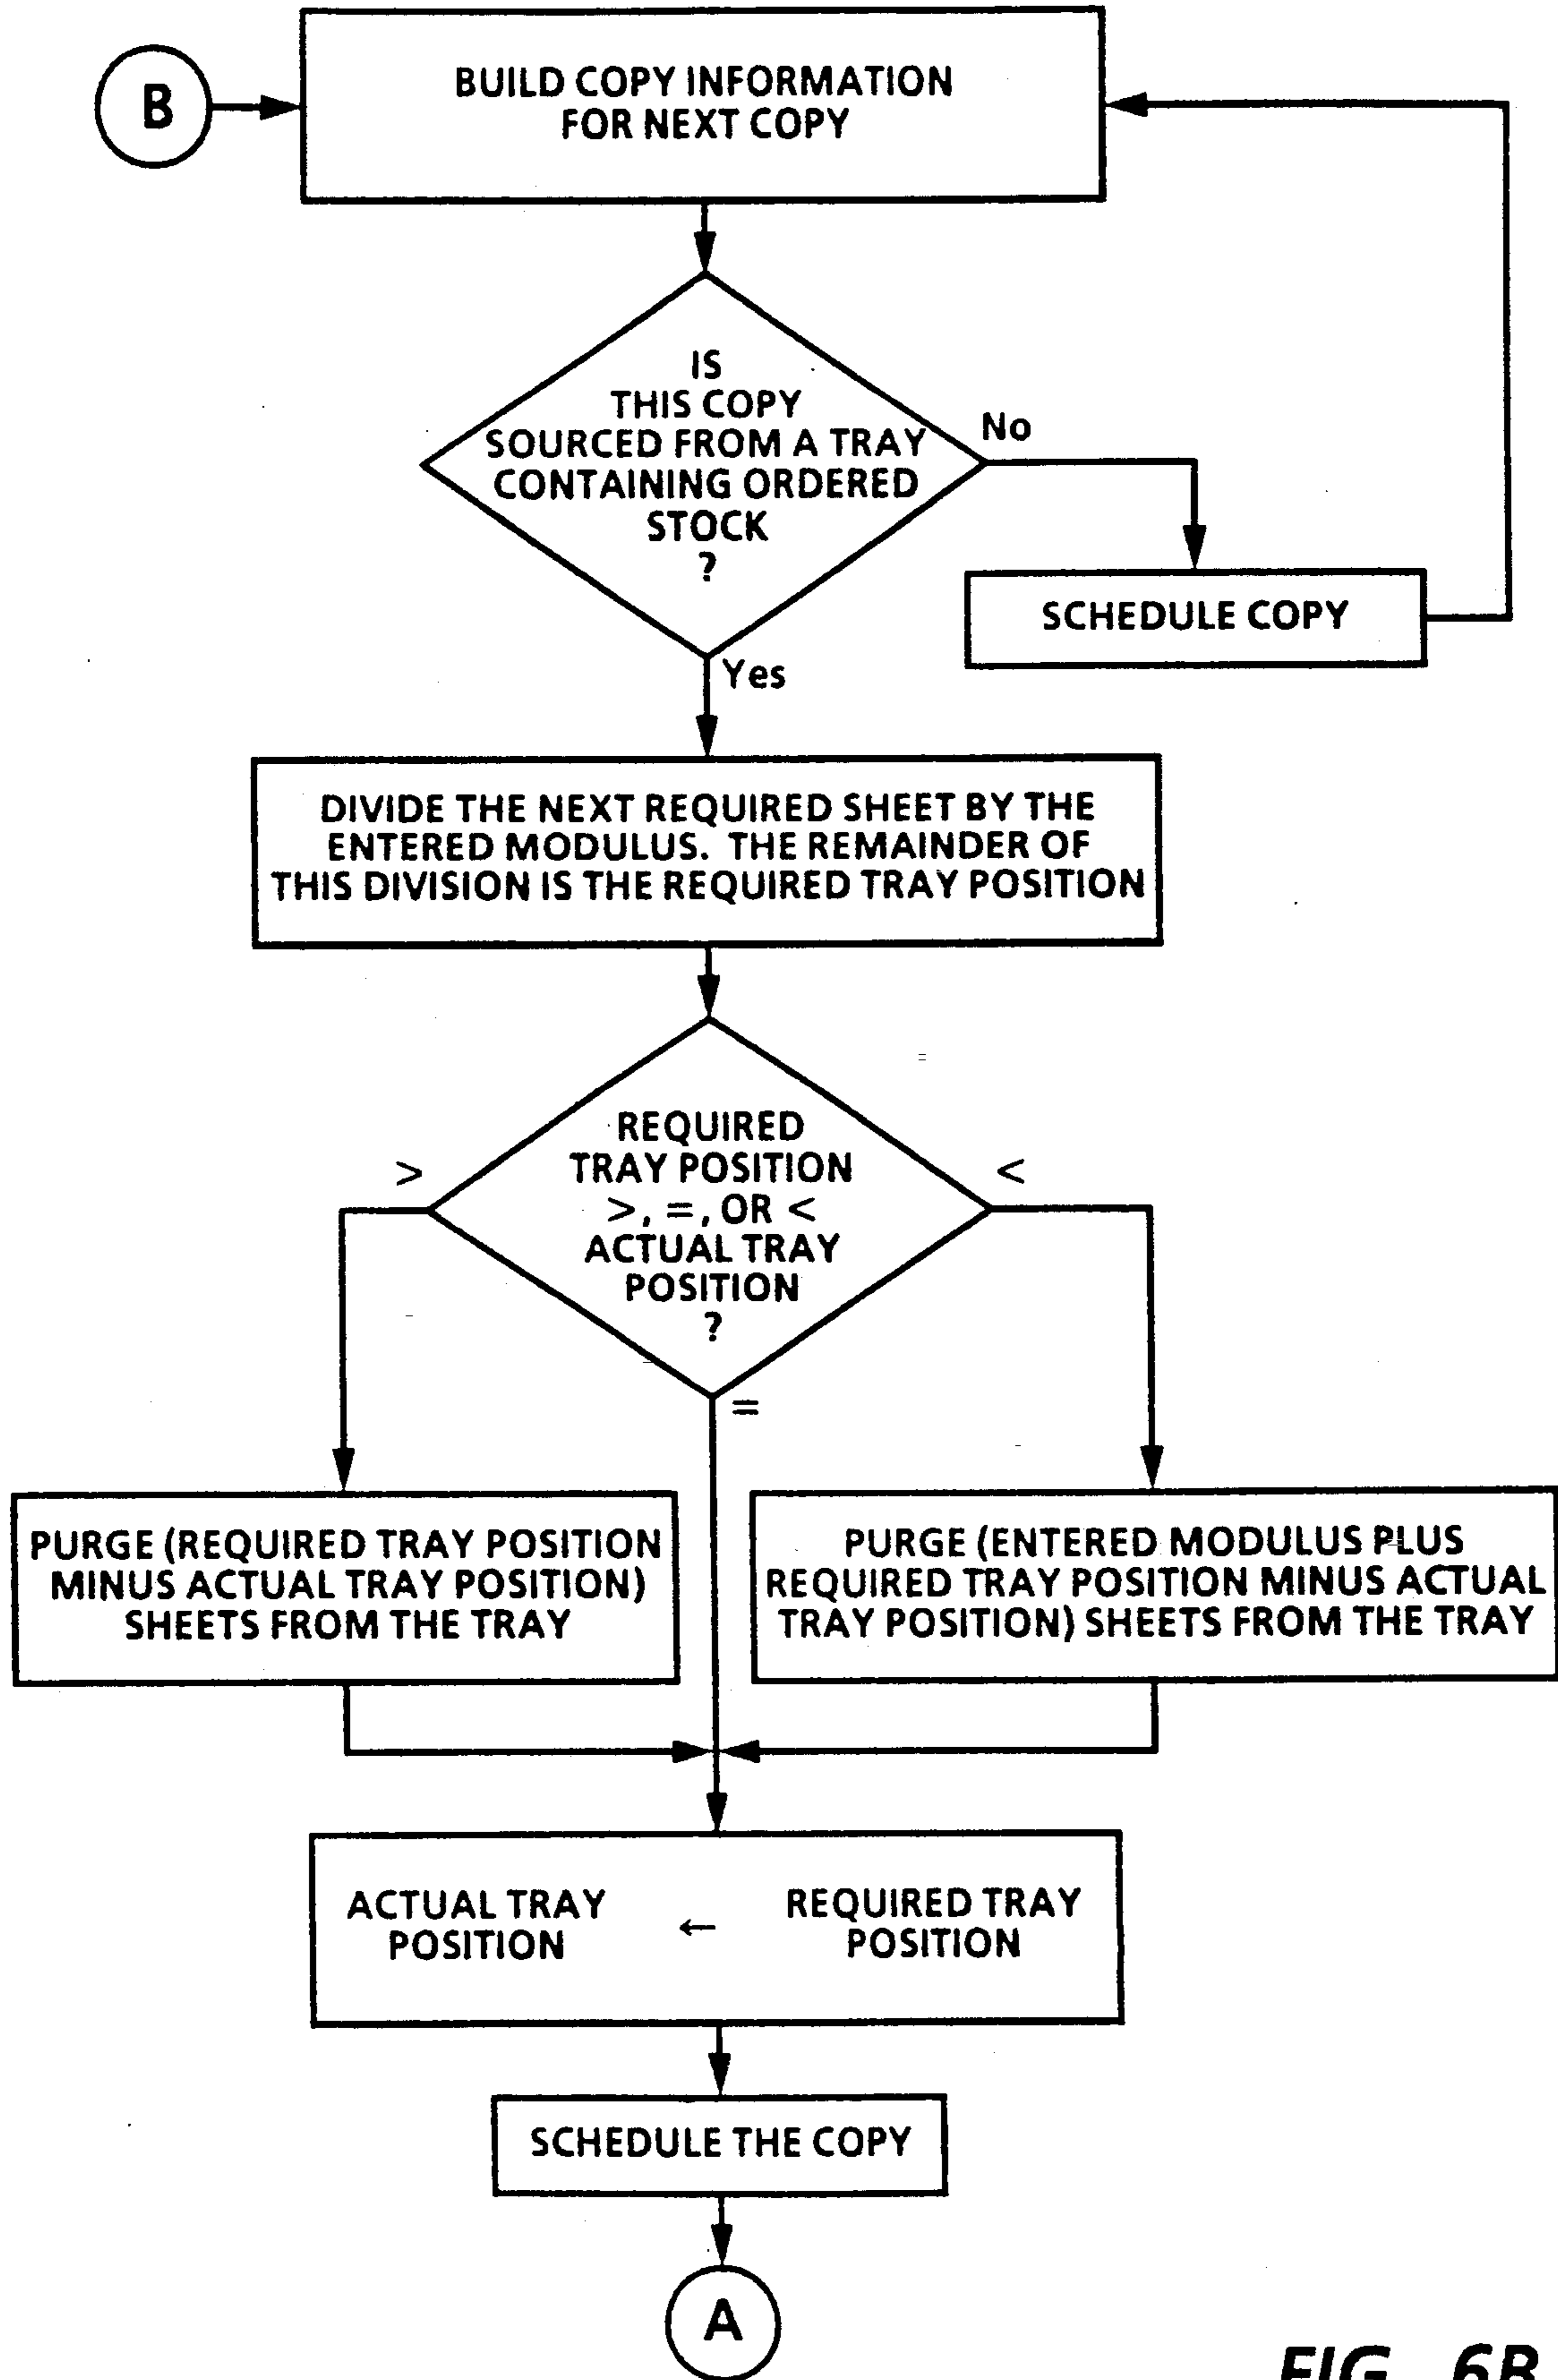 B
BUILD COPY INFORMATION
FOR NEXT COPY
IS
THIS COPY
SOURCED FROM A TRAY
CONTAINING ORDERED
STOCK
?
No
SCHEDULE COPY
Yes
DIVIDE THE NEXT REQUIRED SHEET BY THE
ENTERED MODULUS. THE REMAINDER OF
THIS DIVISION IS THE REQUIRED TRAY POSITION
REQUIRED
TRAY POSITION
>, =, OR <
ACTUAL TRAY
POSITION
?
>
<
=
PURGE (REQUIRED TRAY POSITION
MINUS ACTUAL TRAY POSITION)
SHEETS FROM THE TRAY
PURGE (ENTERED MODULUS PLUS
REQUIRED TRAY POSITION MINUS ACTUAL
TRAY POSITION) SHEETS FROM THE TRAY
ACTUAL TRAY
POSITION
←
REQUIRED TRAY
POSITION
SCHEDULE THE COPY
A
FIG. 6B